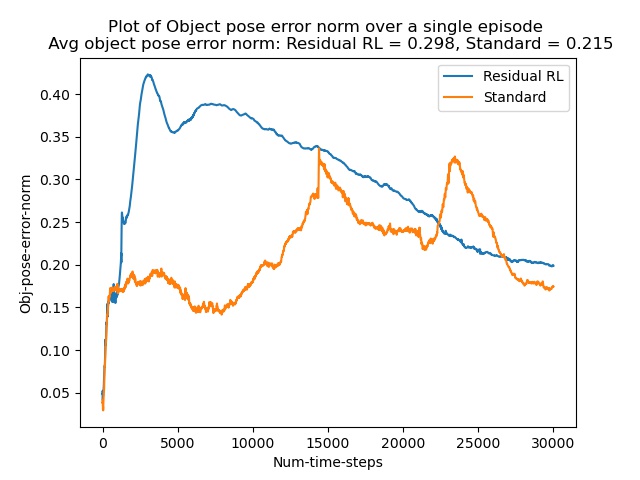 Plot of Object pose error norm over a single episode
Avg object pose error norm: Residual RL = 0.298, Standard = 0.215
Residual RL
Standard
0.40
0.35
0.30
0.25
0.20
0.15
0.10
0.05
Obj-pose-error-norm
0 5000 10000 15000 20000 25000 30000
Num-time-steps